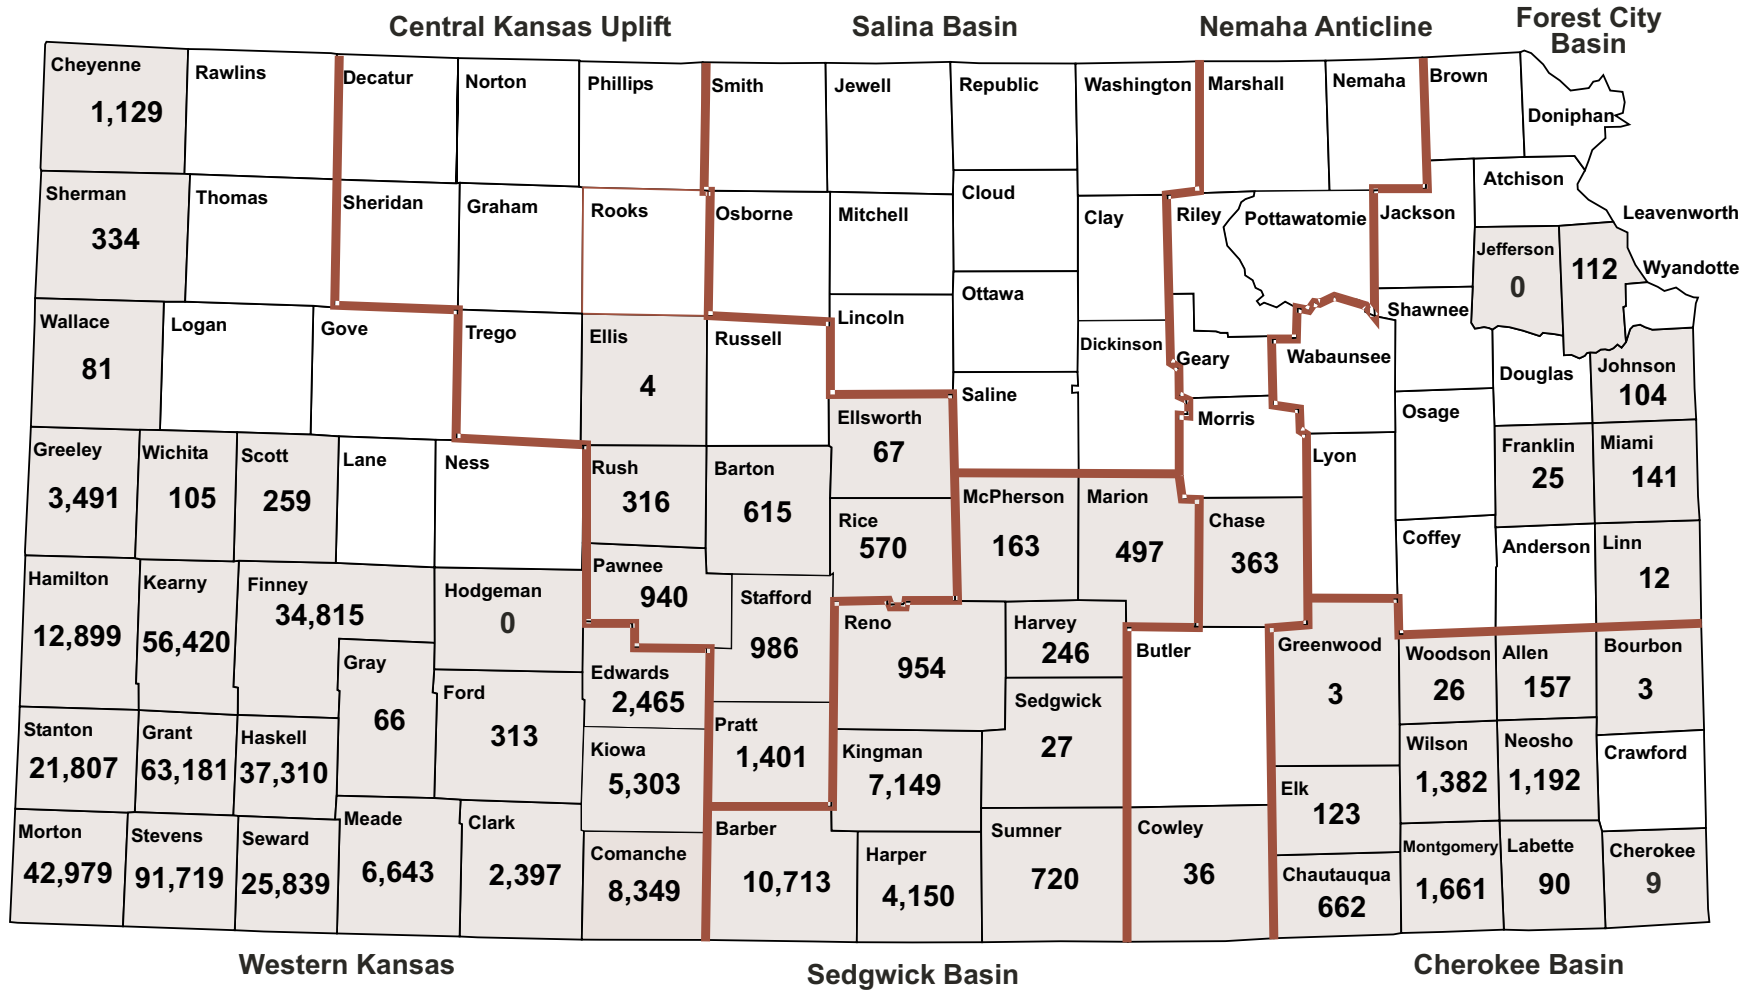 Central Kansas Uplift
Salina Basin
Nemaha Anticline
Forest City
Basin
Cheyenne
1,129
Rawlins
Decatur
Norton
Phillips
Smith
Jewell
Republic
Washington
Marshall
Nemaha
Brown
Doniphan
Sherman
334
Thomas
Sheridan
Graham
Rooks
Osborne
Mitchell
Cloud
Clay
Riley
Pottawatomie
Jackson
Atchison
Leavenworth
112
Jefferson
0
Wyandotte
Wallace
81
Logan
Gove
Trego
Ellis
4
Russell
Lincoln
Ottawa
Saline
Dickinson
Geary
Wabaunsee
Shawnee
Douglas
Johnson
104
Greeley
3,491
Wichita
105
Scott
259
Lane
Ness
Rush
316
Barton
615
Ellsworth
67
Rice
570
McPherson
163
Marion
497
Morris
Chase
363
Lyon
Osage
Coffey
Franklin
25
Miami
141
Anderson
Linn
12
Hamilton
12,899
Kearny
56,420
Finney
34,815
Hodgeman
0
Pawnee
940
Stafford
986
Reno
954
Harvey
246
Butler
Greenwood
3
Woodson
26
Allen
157
Bourbon
3
Gray
66
Ford
313
Edwards
2,465
Sedgwick
27
Stanton
21,807
Grant
63,181
Haskell
37,310
Kiowa
5,303
Pratt
1,401
Kingman
7,149
Elk
123
Wilson
1,382
Neosho
1,192
Crawford
Morton
42,979
Stevens
91,719
Seward
25,839
Meade
6,643
Clark
2,397
Comanche
8,349
Barber
10,713
Harper
4,150
Sumner
720
Cowley
36
Chautauqua
662
Montgomery
1,661
Labette
90
Cherokee
9
Western Kansas
Sedgwick Basin
Cherokee Basin